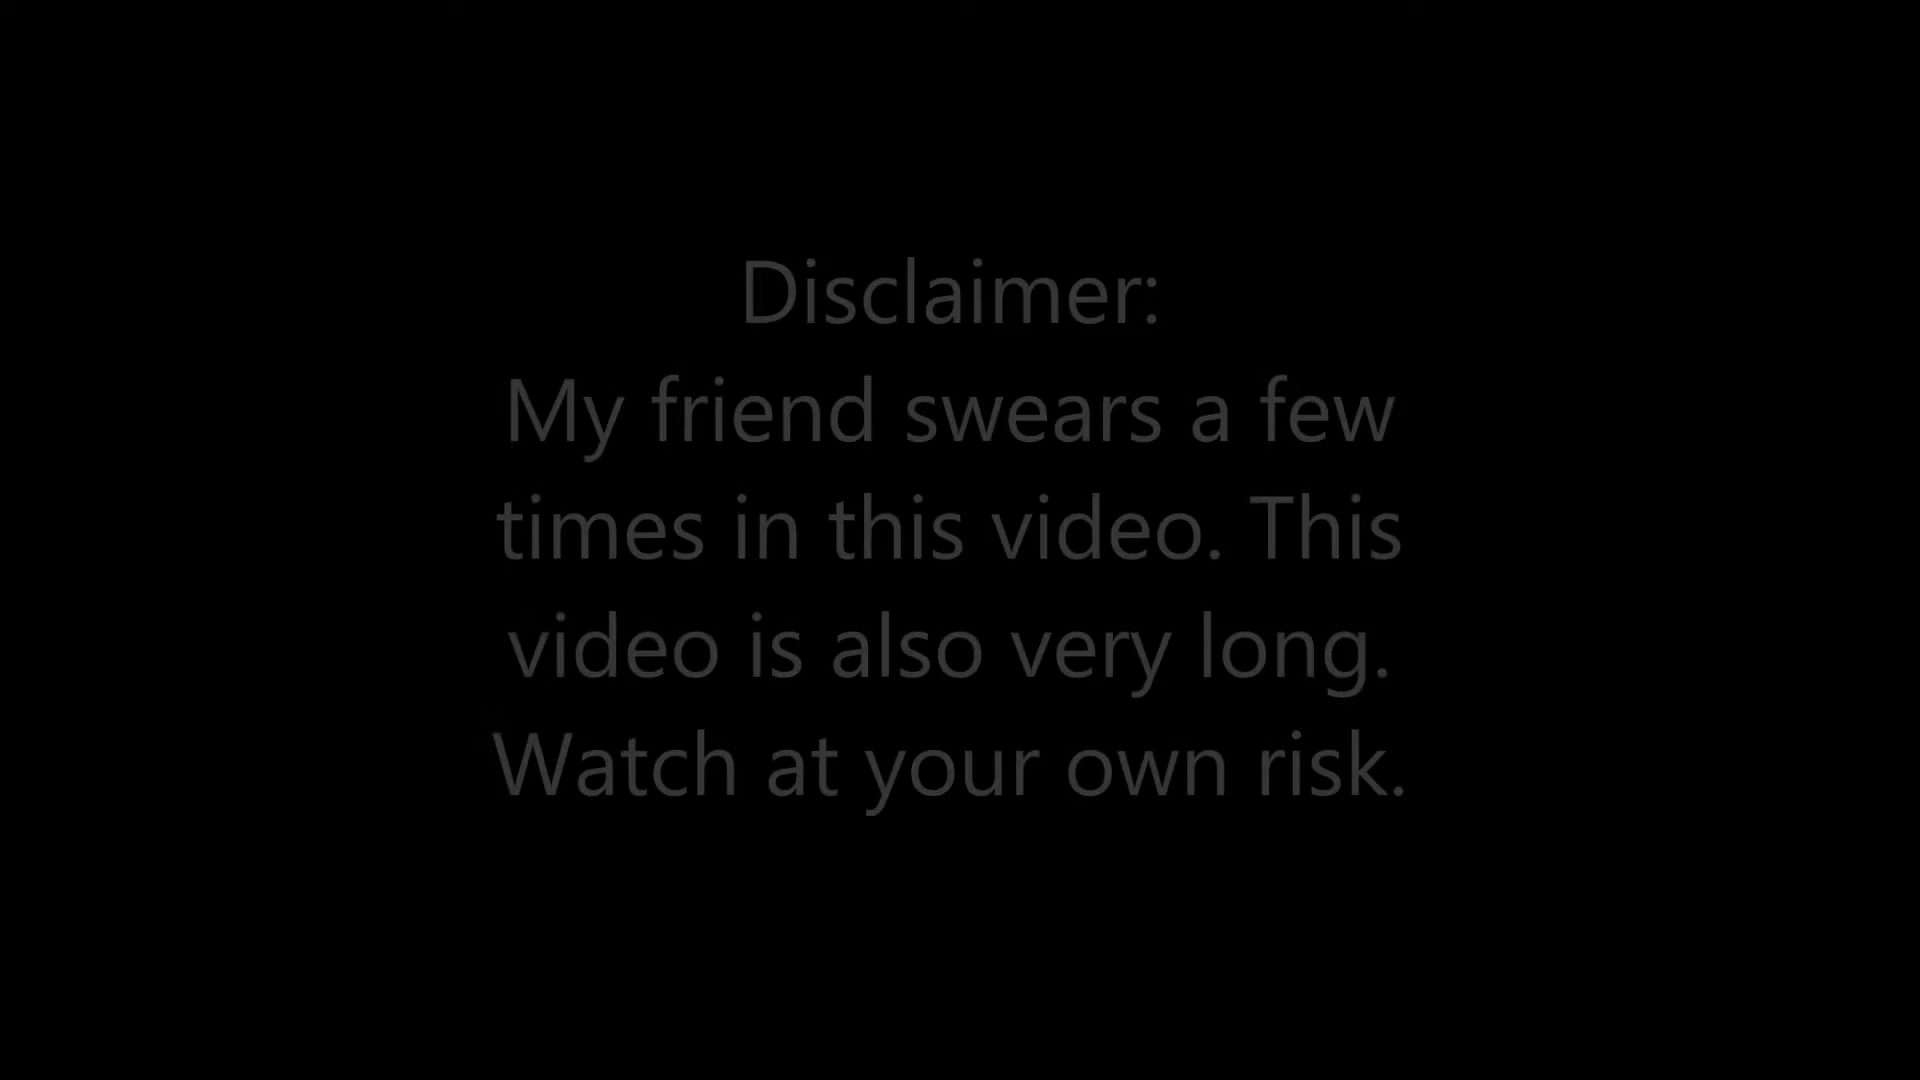 Disclaimer:
My friend swears a few
times in this video. This
video is also very long.
Watch at your own risk.